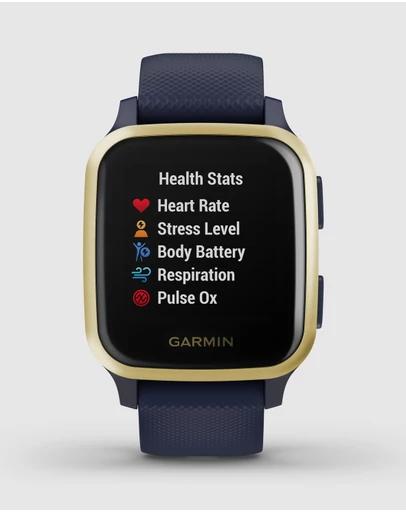 Health Stats
Heart Rate
Stress Level
Body Battery
Respiration
Pulse Ox
GARMIN